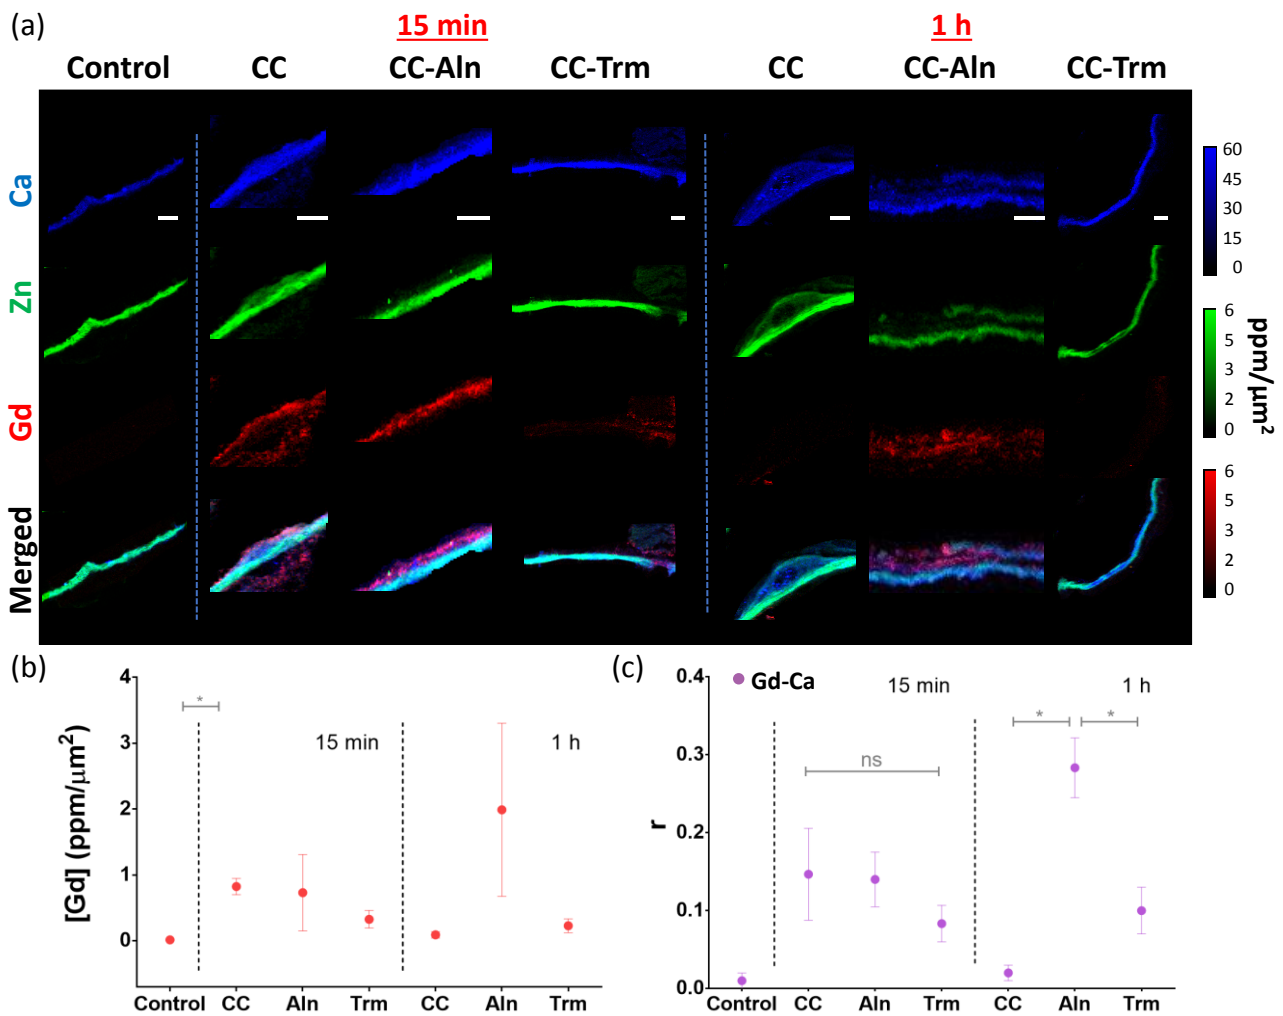 (a)
15 min
1 h
Control CC CC-Aln CC-Trm CC CC-Aln CC-Trm
Ca
60
45
30
15
0
Zn
6
5
3
2
0
ppm/μm²
Gd
6
5
3
2
0
Merged
(b)
4
3
2
1
0
[Gd] (ppm/μm²)
*
15 min
1 h
Control CC Aln Trm CC Aln Trm
(c)
0.4
0.3
0.2
0.1
0.0
r
Gd-Ca
15 min
1 h
ns
*
*
Control CC Aln Trm CC Aln Trm